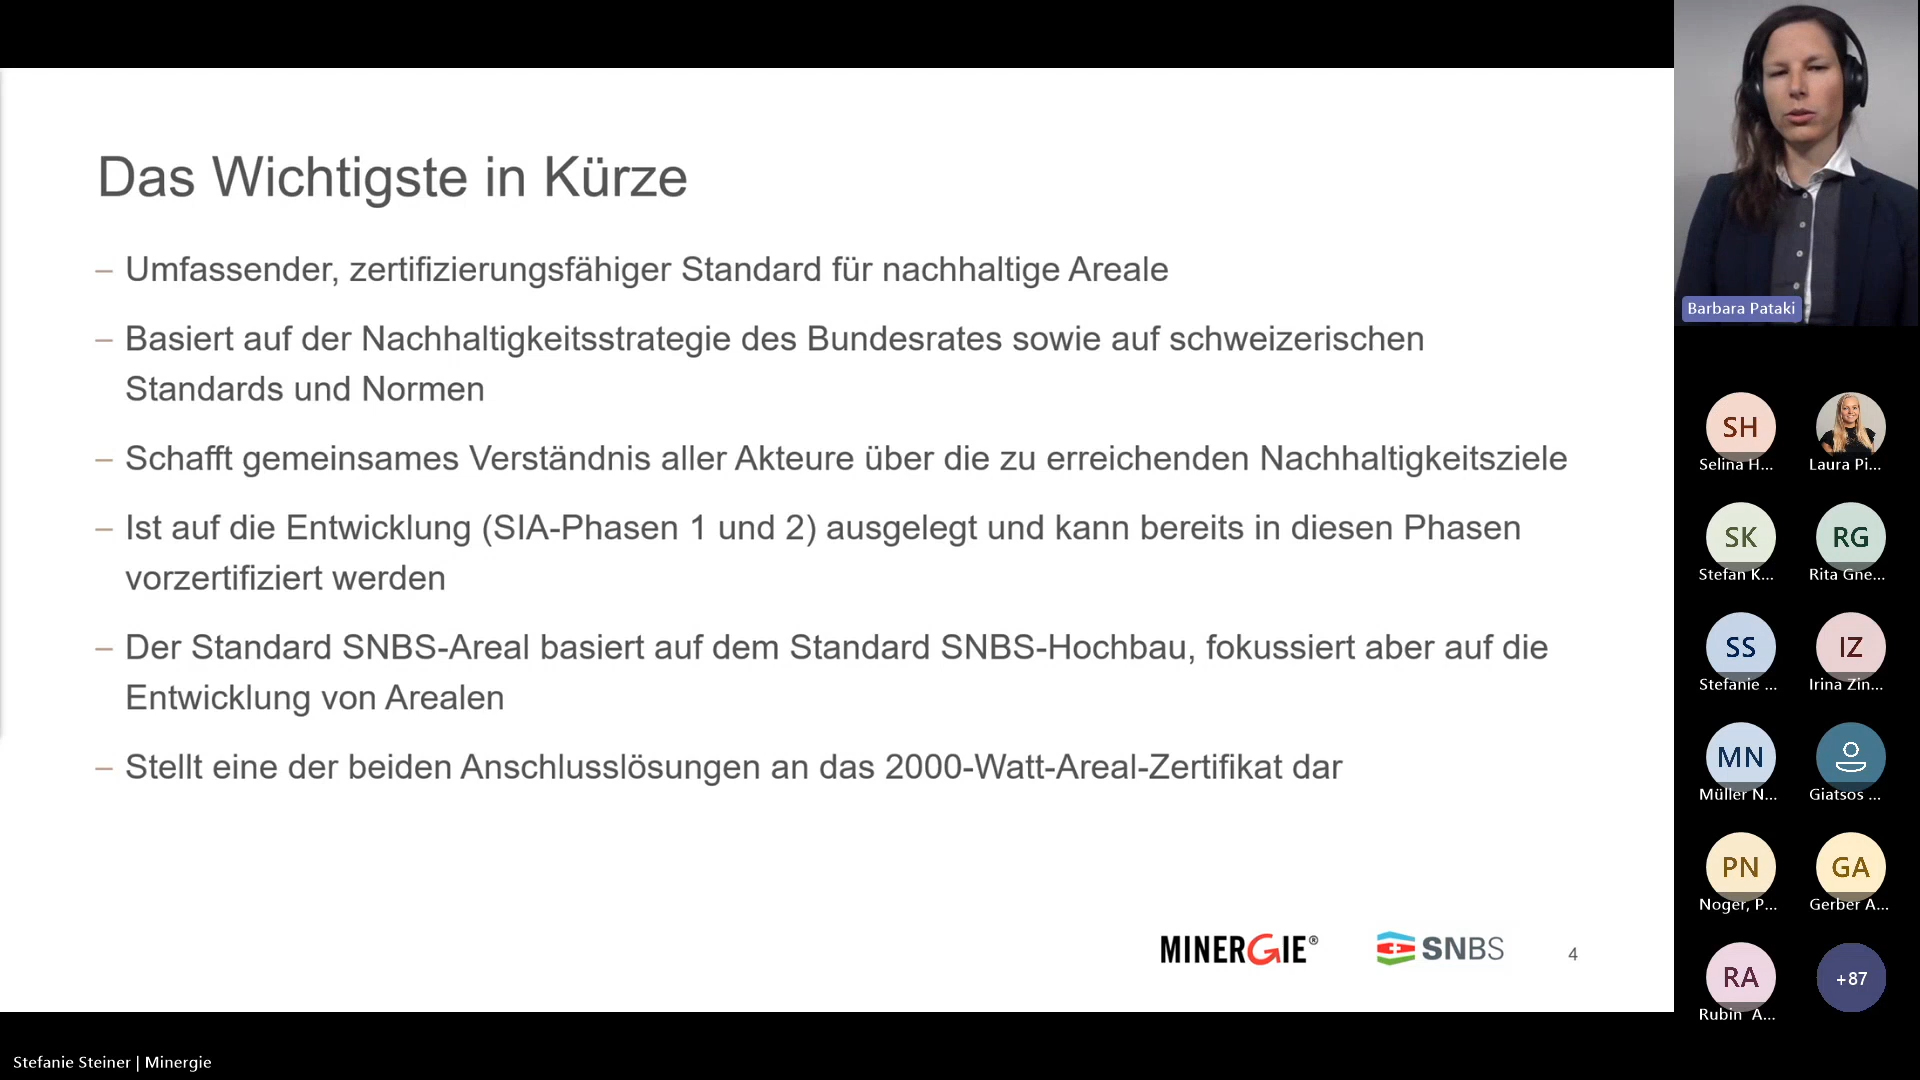 Das Wichtigste in Kürze
– Umfassender, zertifizierungsfähiger Standard für nachhaltige Areale
– Basiert auf der Nachhaltigkeitsstrategie des Bundesrates sowie auf schweizerischen
Standards und Normen
– Schafft gemeinsames Verständnis aller Akteure über die zu erreichenden Nachhaltigkeitsziele
– Ist auf die Entwicklung (SIA-Phasen 1 und 2) ausgelegt und kann bereits in diesen Phasen
vorzertifiziert werden
– Der Standard SNBS-Areal basiert auf dem Standard SNBS-Hochbau, fokussiert aber auf die
Entwicklung von Arealen
– Stellt eine der beiden Anschlusslösungen an das 2000-Watt-Areal-Zertifikat dar
MINERGIE® SNBS 4
Barbara Pataki
SH
Selina H... Laura Pi...
SK RG
Stefan K... Rita Gne...
SS IZ
Stefanie ... Irina Zin...
MN
Müller N... Giatsos ...
PN GA
Noger, P... Gerber A...
RA +87
Rubin A...
Stefanie Steiner | Minergie